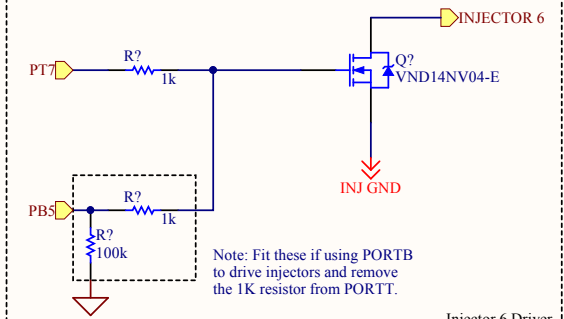 INJECTOR 6
R?
PT7
1k
Q?
VND14NV04-E
INJ GND
R?
PB5
1k
R?
100k
Note: Fit these if using PORTB
to drive injectors and remove
the 1K resistor from PORTT.
Injector 6 Driver